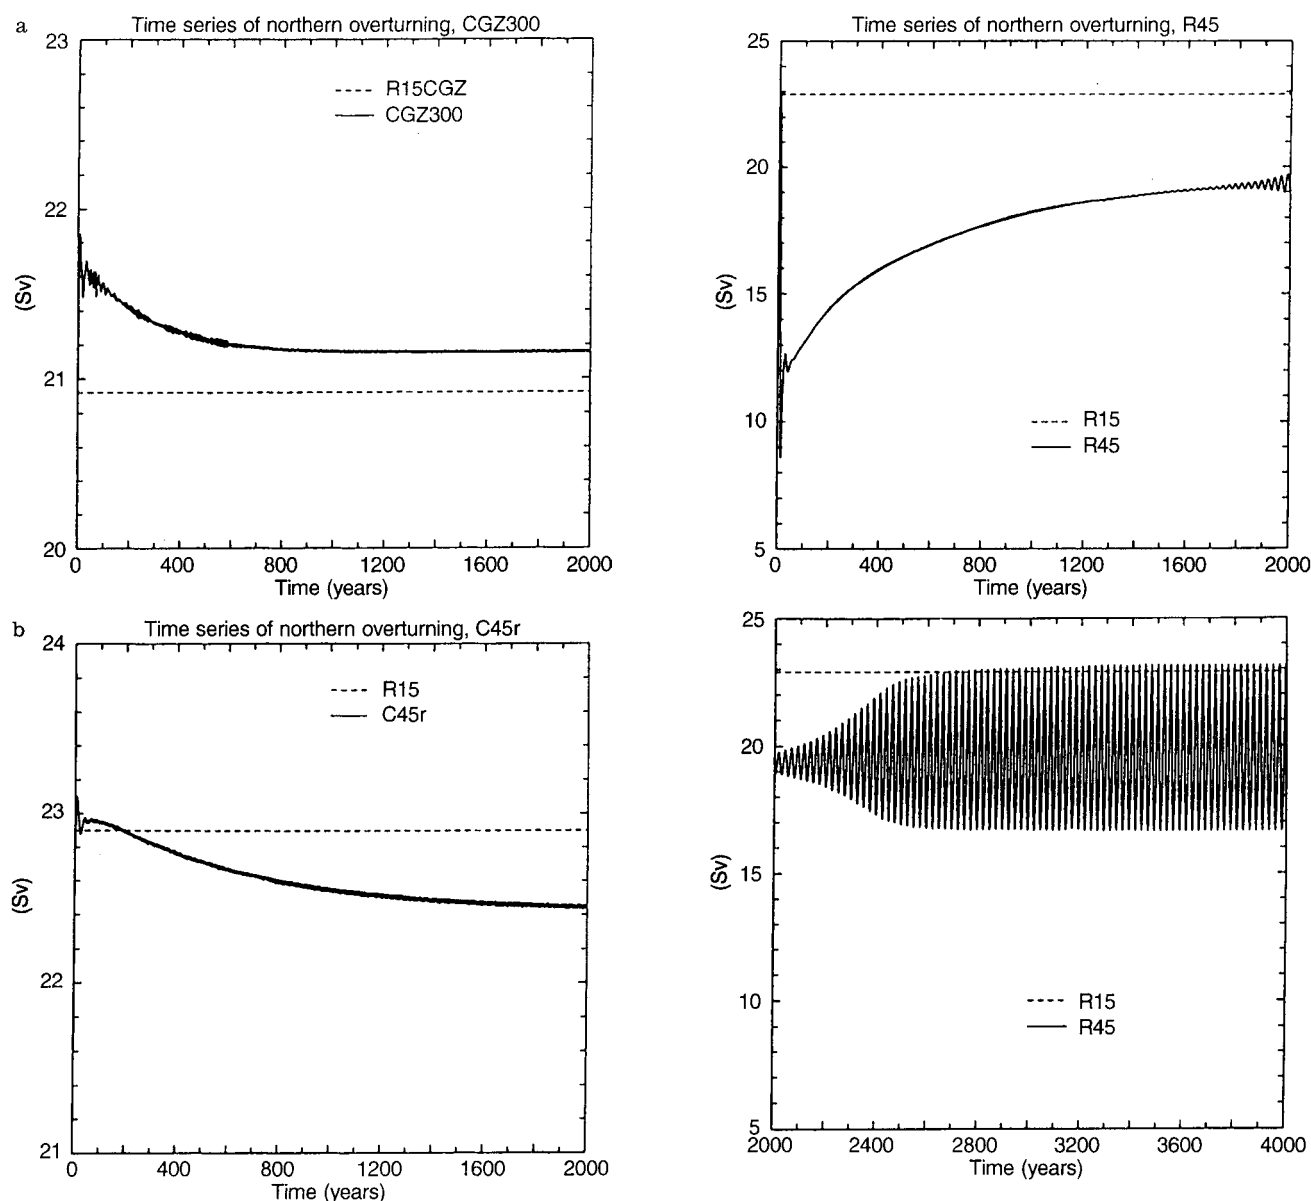 a
Time series of northern overturning, CGZ300
23
22
21
20
(Sv)
R15CGZ
CGZ300
0 400 800 1200 1600 2000
Time (years)
Time series of northern overturning, R45
25
20
15
10
5
(Sv)
R15
R45
0 400 800 1200 1600 2000
Time (years)
b
Time series of northern overturning, C45r
24
23
22
21
(Sv)
R15
C45r
0 400 800 1200 1600 2000
Time (years)
25
20
15
10
5
(Sv)
R15
R45
2000 2400 2800 3200 3600 4000
Time (years)